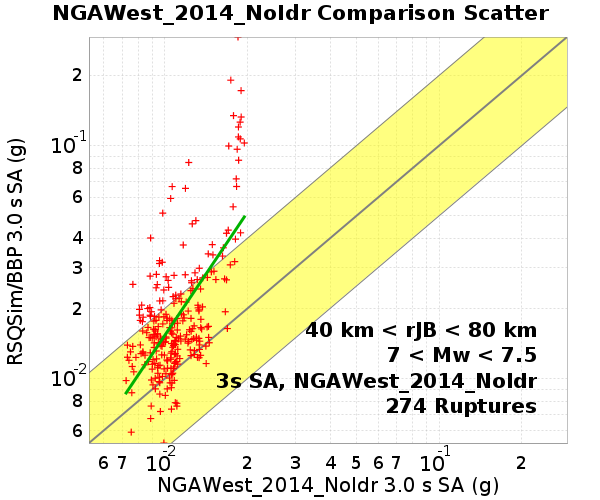 NGAWest_2014_NoIdr Comparison Scatter
RSQSim/BBP 3.0 s SA (g)
2
10-1
8
6
4
3
2
10-2
8
6
40 km < rJB < 80 km
7 < Mw < 7.5
3s SA, NGAWest_2014_NoIdr
274 Ruptures
6 7 10-2 2 3 4 5 6 7 10-1 2
NGAWest_2014_NoIdr 3.0 s SA (g)